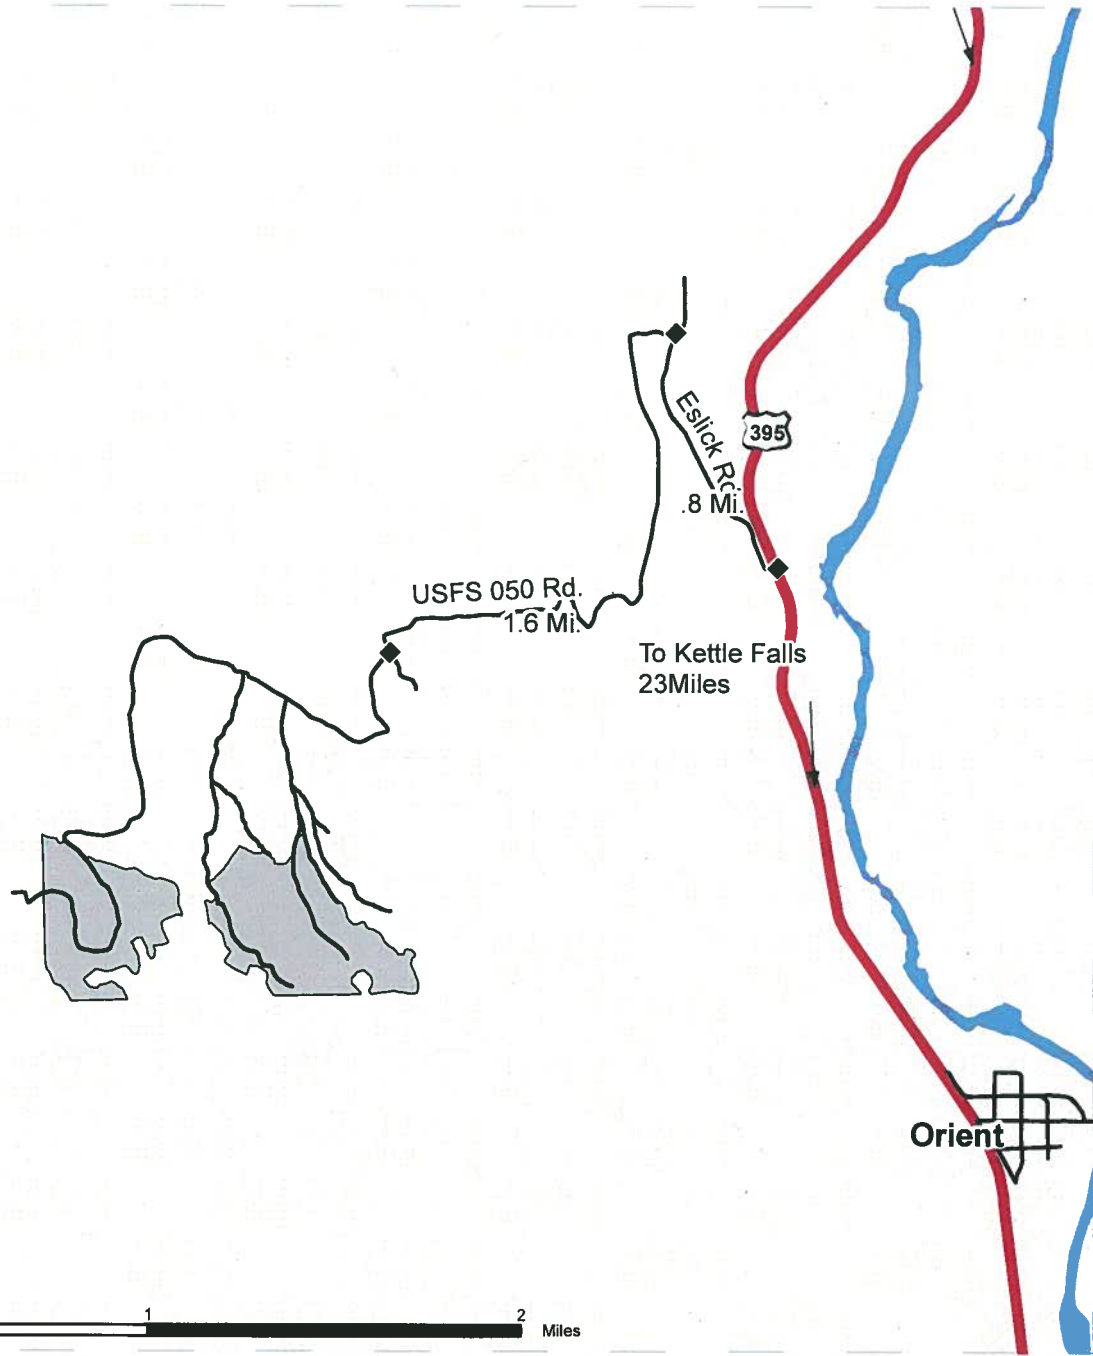 395
Eslick Rd.
.8 Mi.
USFS 050 Rd.
1.6 Mi.
To Kettle Falls
23Miles
Orient
1
2
Miles